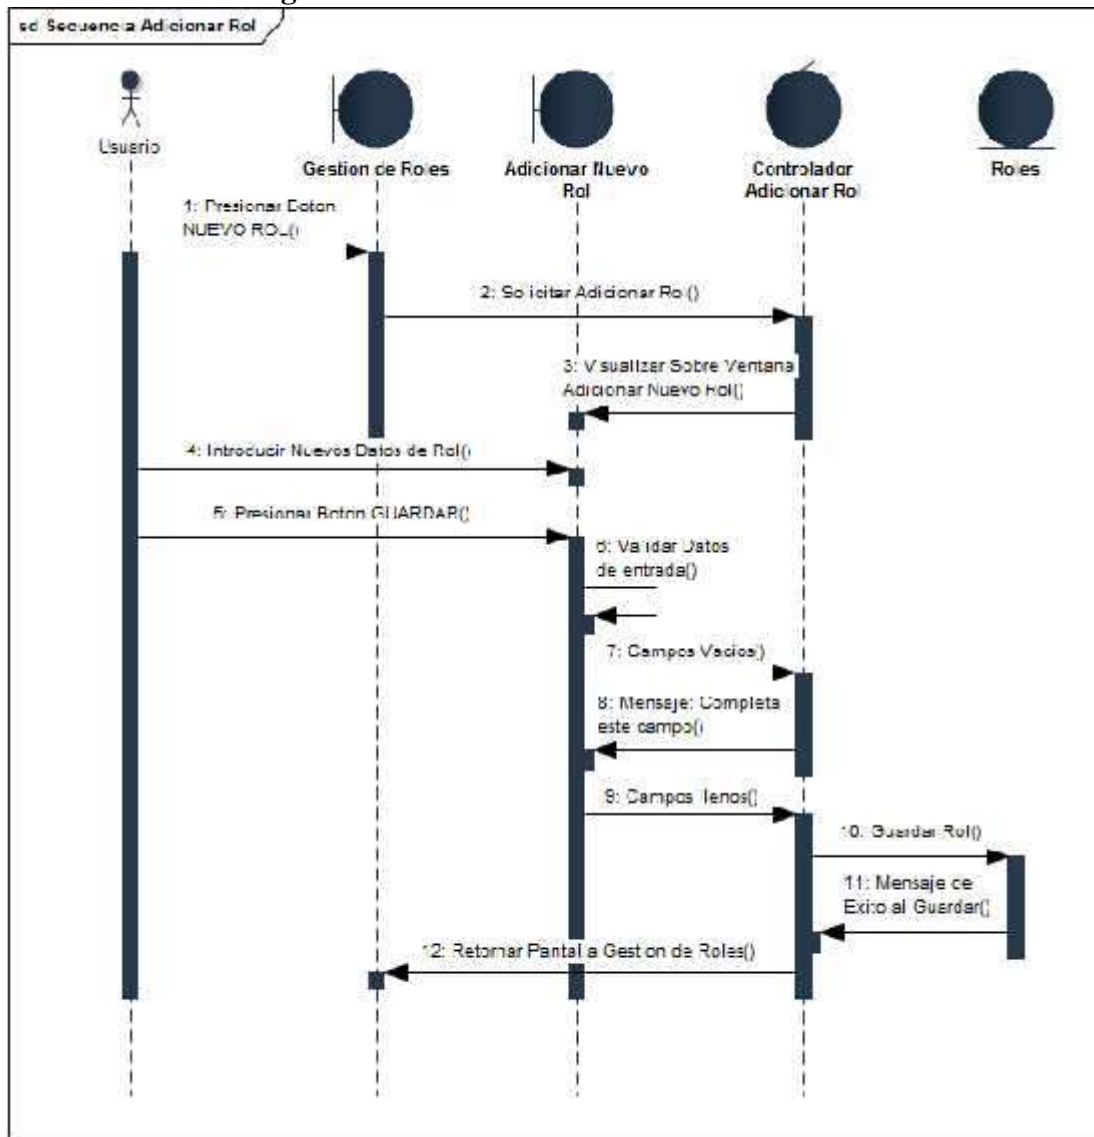 sd Secuencia Adicionar Rol
Usuario
Gestion de Roles
Adicionar Nuevo
Rol
Controlador
Adicionar Rol
Roles
1: Presionar Boton
NUEVO ROL()
2: Solicitar Adicionar Rol()
3: Visualizar Sobre Ventana
Adicionar Nuevo Rol()
4: Introducir Nuevos Datos de Rol()
5: Presionar Boton GUARDAR()
6: Validar Datos
de entrada()
7: Campos Vacios()
8: Mensaje: Completa
este campo()
9: Campos llenos()
10: Guardar Rol()
11: Mensaje de
Exito al Guardar()
12: Retornar Pantalla Gestion de Roles()